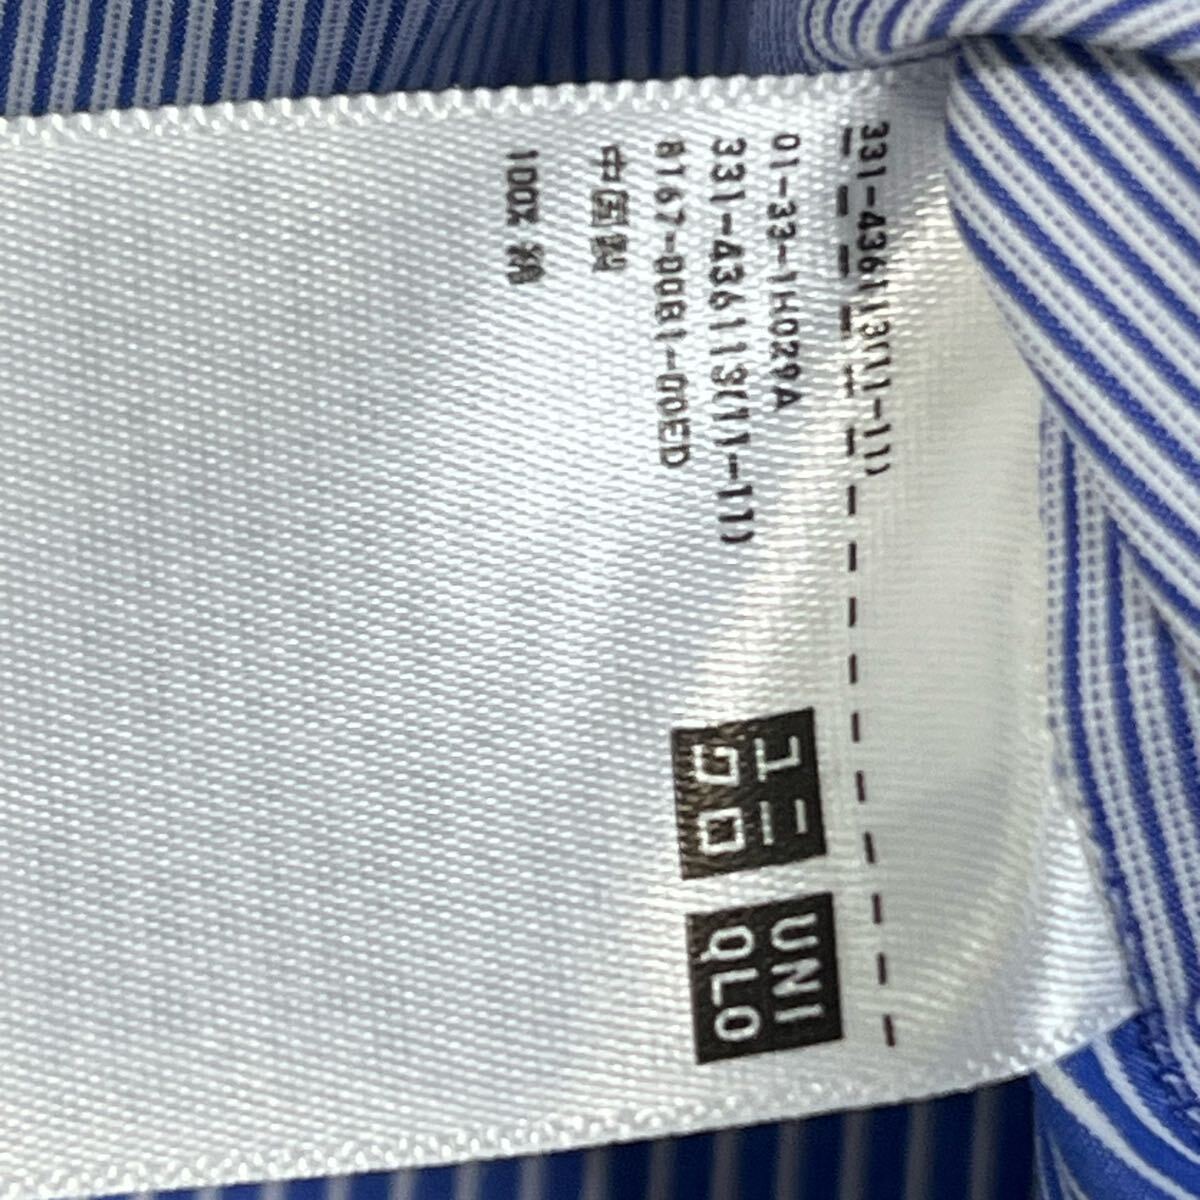 331-436113(11-11)
ユニ
クロ
UNI
QLO
01-33-1H029A
331-436113(11-11)
8167-0081-00ED
中国製
100% 綿